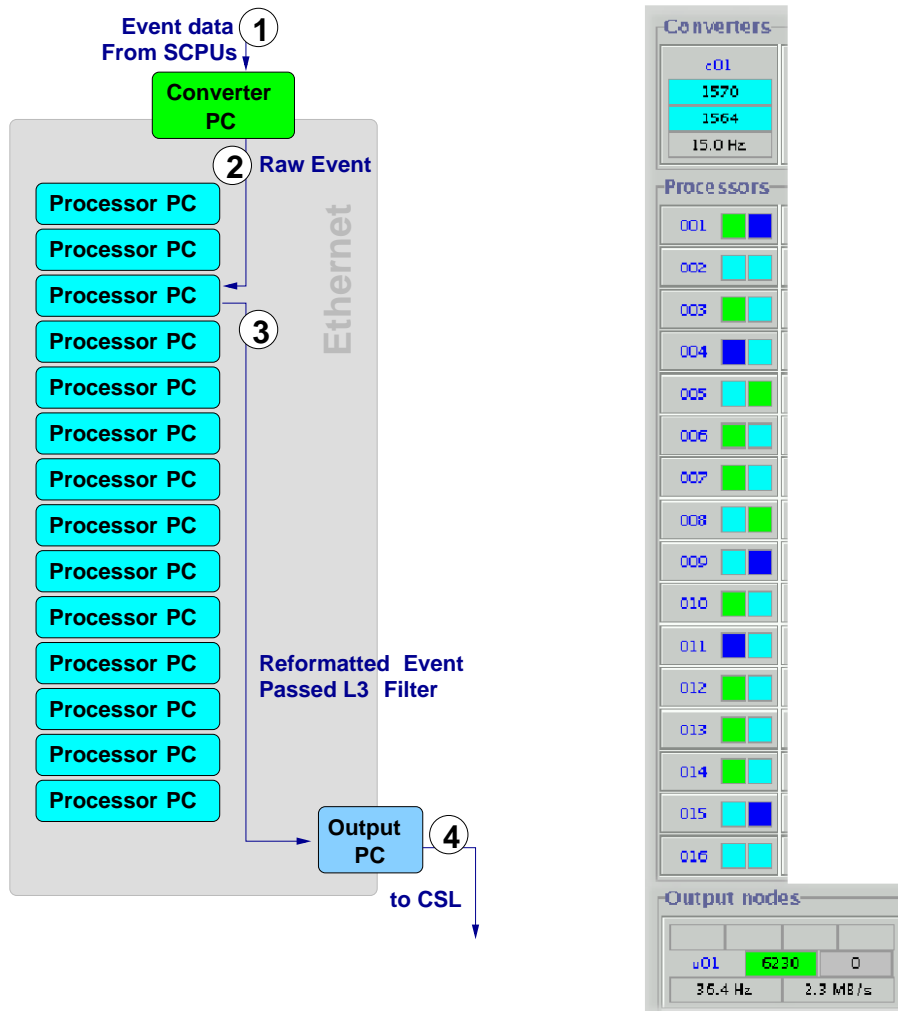 Event data
From SCPUs
1
Converter
PC
2
Raw Event
Processor PC
Processor PC
Processor PC
3
Processor PC
Processor PC
Processor PC
Processor PC
Processor PC
Processor PC
Processor PC
Processor PC
Processor PC
Processor PC
Processor PC
Ethernet
Reformatted Event
Passed L3 Filter
Output
PC
4
to CSL
Converters
c01
1570
1564
15.0 Hz
Processors
001
002
003
004
005
006
007
008
009
010
011
012
013
014
015
016
Output nodes
u01 6230 0
36.4 Hz 2.3 MB/s